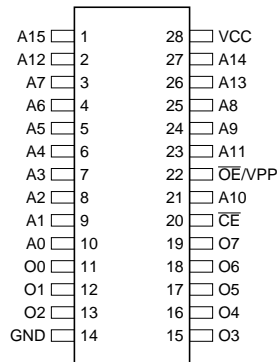 A15 1 28 VCC
A12 2 27 A14
A7 3 26 A13
A6 4 25 A8
A5 5 24 A9
A4 6 23 A11
A3 7 22 O̅E̅/VPP
A2 8 21 A10
A1 9 20 C̅E̅
A0 10 19 O7
O0 11 18 O6
O1 12 17 O5
O2 13 16 O4
GND 14 15 O3